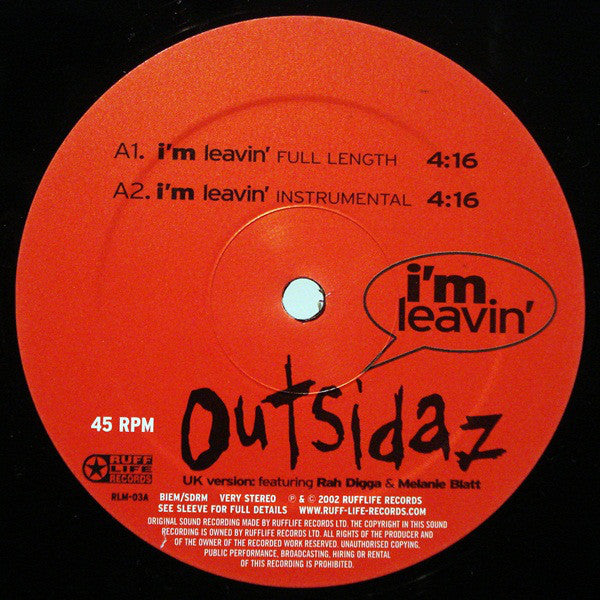 A1. i'm leavin' FULL LENGTH 4:16
A2. i'm leavin' INSTRUMENTAL 4:16
i'm
leavin'
outsidaz
45 RPM
UK version: featuring Rah Digga & Melanie Blatt
RUFF
LIFE
RECORDS
RLM-03A
BIEM/SDRM VERY STEREO ℗ & © 2002 RUFFLIFE RECORDS
SEE SLEEVE FOR FULL DETAILS WWW.RUFF-LIFE-RECORDS.COM
ORIGINAL SOUND RECORDING MADE BY RUFFLIFE RECORDS LTD. THE COPYRIGHT IN THIS SOUND
RECORDING IS OWNED BY RUFFLIFE RECORDS LTD. ALL RIGHTS OF THE PRODUCER AND
OF THE OWNER OF THE RECORDED WORK RESERVED. UNAUTHORISED COPYING,
PUBLIC PERFORMANCE, BROADCASTING, HIRING OR RENTAL
OF THIS RECORDING IS PROHIBITED.